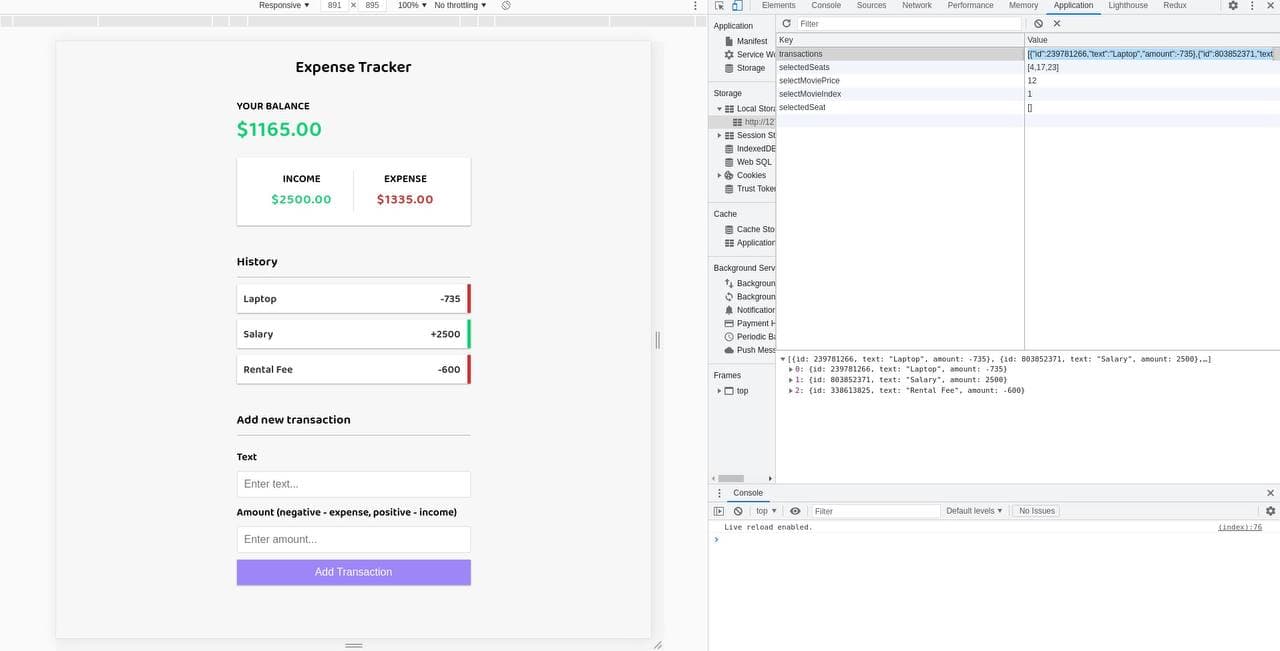 Responsive ▾ 891 × 895 100% ▾ No throttling ▾
Expense Tracker
YOUR BALANCE
$1165.00
INCOME EXPENSE
$2500.00 $1335.00
History
Laptop -735
Salary +2500
Rental Fee -600
Add new transaction
Text
Enter text...
Amount (negative - expense, positive - income)
Enter amount...
Add Transaction
Elements Console Sources Network Performance Memory Application Lighthouse Redux
Application
Manifest
Service Wo
Storage
Storage
Local Stora
http://12
Session St
IndexedDB
Web SQL
Cookies
Trust Token
Cache
Cache Sto
Application
Background Serv
Backgroun
Backgroun
Notification
Payment H
Periodic Ba
Push Mess
Frames
top
Filter
Key Value
transactions [{"id":239781266,"text":"Laptop","amount":-735},{"id":803852371,"text
selectedSeats [4,17,23]
selectMoviePrice 12
selectMovieIndex 1
selectedSeat []
[{id: 239781266, text: "Laptop", amount: -735}, {id: 803852371, text: "Salary", amount: 2500},…]
0: {id: 239781266, text: "Laptop", amount: -735}
1: {id: 803852371, text: "Salary", amount: 2500}
2: {id: 338613825, text: "Rental Fee", amount: -600}
Console
top ▾ Filter Default levels ▾ No Issues
Live reload enabled. (index):76